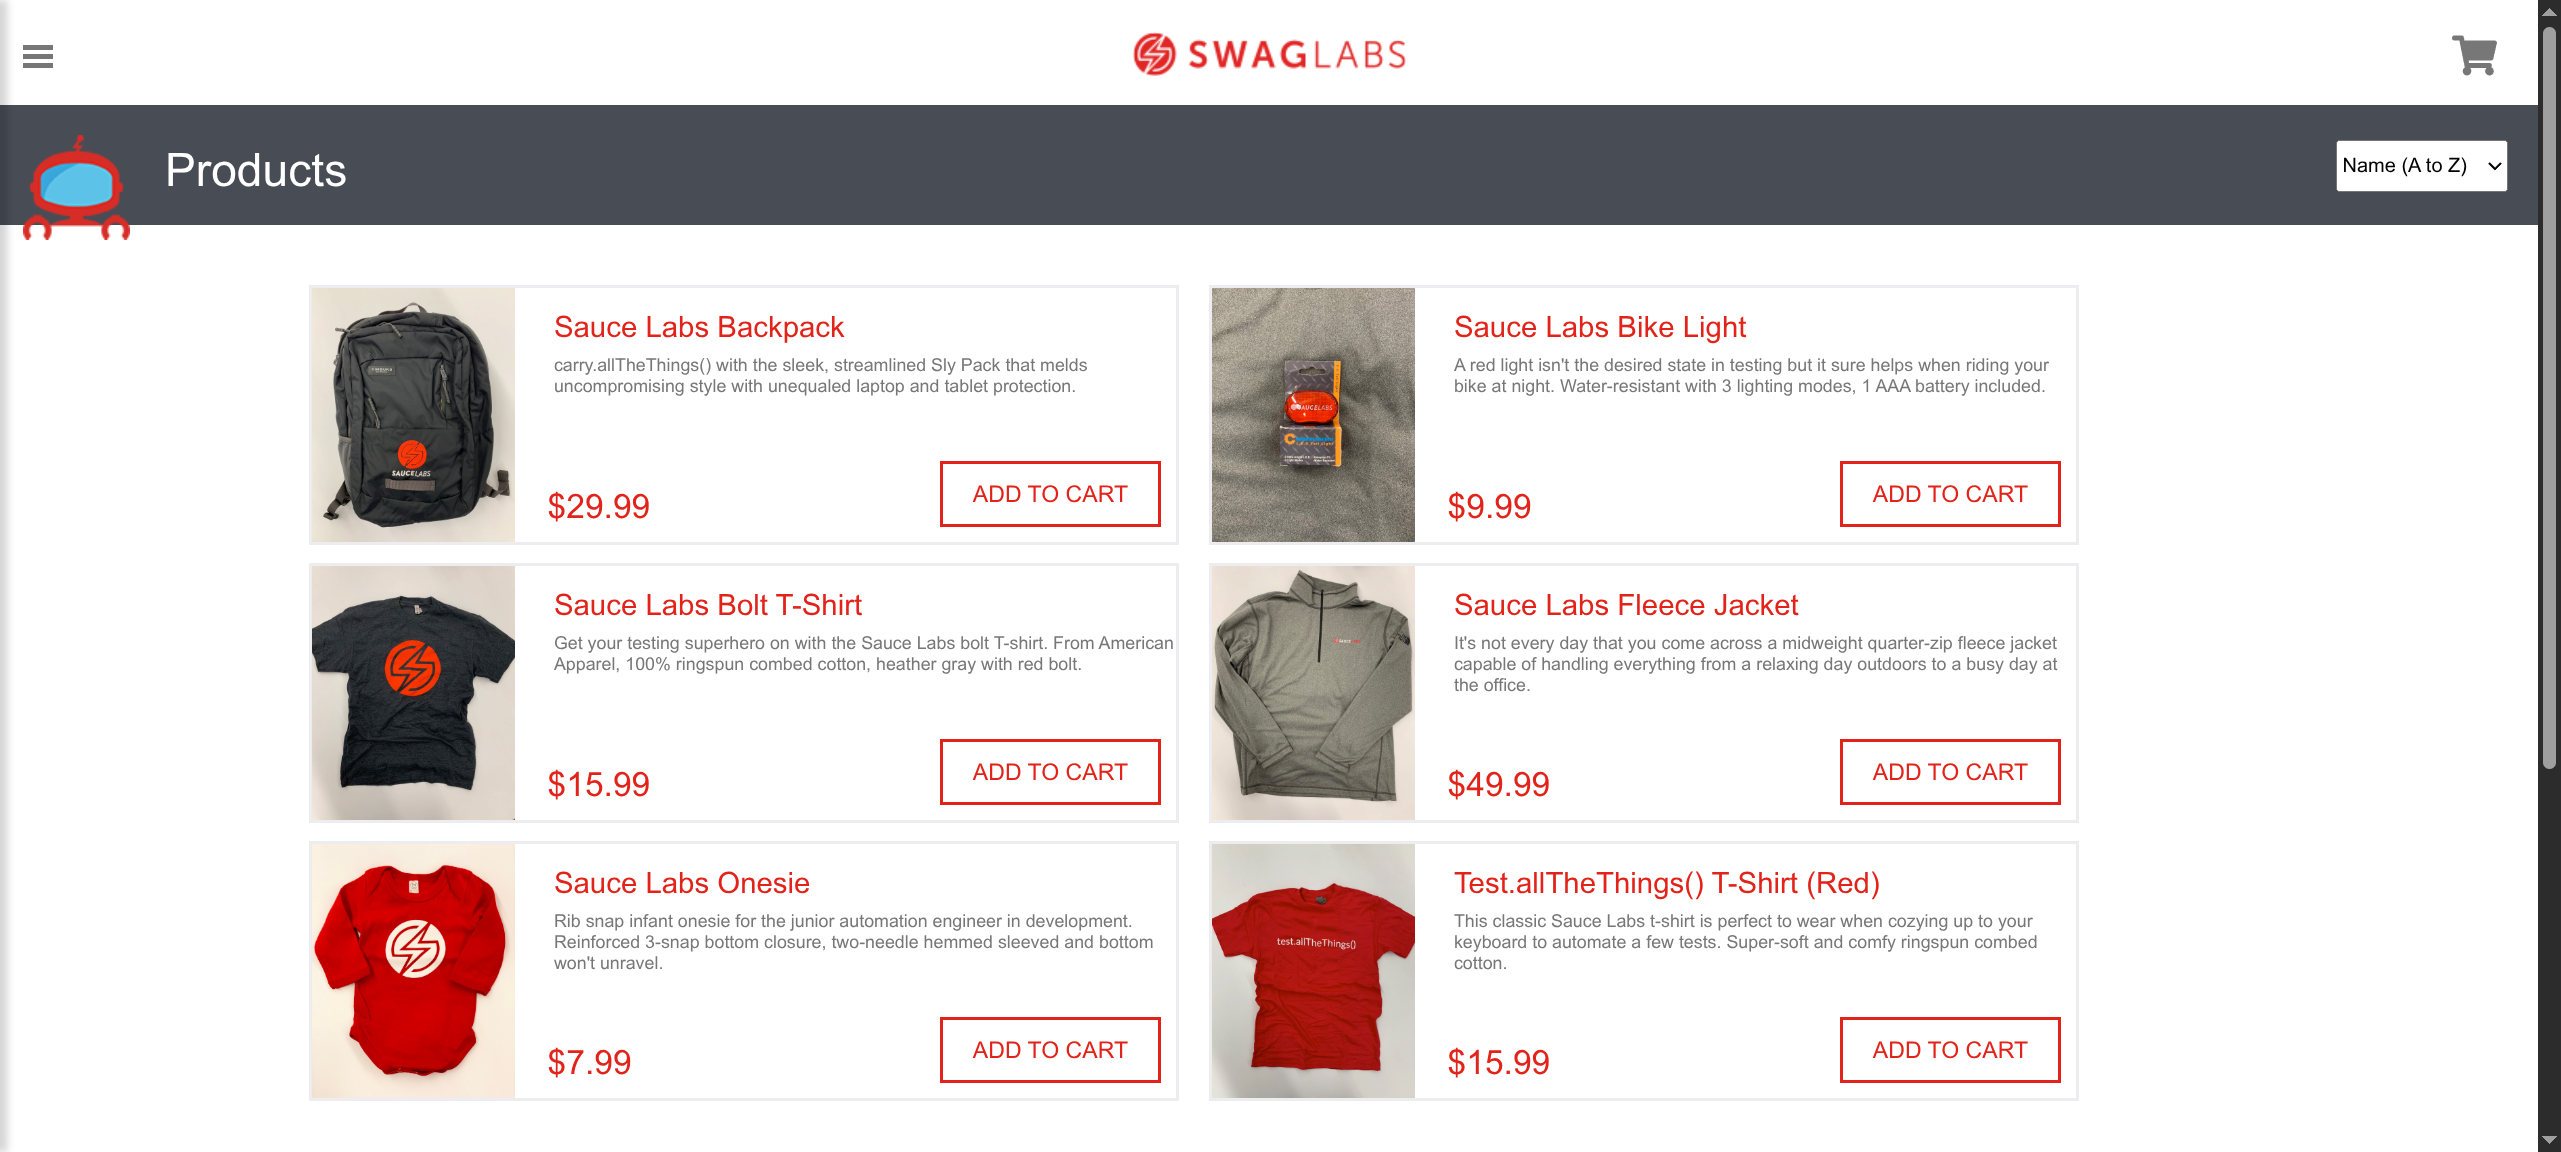 SWAGLABS
Products
Name (A to Z)
Sauce Labs Backpack
carry.allTheThings() with the sleek, streamlined Sly Pack that melds
uncompromising style with unequaled laptop and tablet protection.
$29.99
ADD TO CART
SAUCELABS
Sauce Labs Bike Light
A red light isn't the desired state in testing but it sure helps when riding your
bike at night. Water-resistant with 3 lighting modes, 1 AAA battery included.
$9.99
ADD TO CART
SAUCELABS
Sauce Labs Bolt T-Shirt
Get your testing superhero on with the Sauce Labs bolt T-shirt. From American
Apparel, 100% ringspun combed cotton, heather gray with red bolt.
$15.99
ADD TO CART
Sauce Labs Fleece Jacket
It's not every day that you come across a midweight quarter-zip fleece jacket
capable of handling everything from a relaxing day outdoors to a busy day at
the office.
$49.99
ADD TO CART
Sauce Labs Onesie
Rib snap infant onesie for the junior automation engineer in development.
Reinforced 3-snap bottom closure, two-needle hemmed sleeved and bottom
won't unravel.
$7.99
ADD TO CART
test.allTheThings()
Test.allTheThings() T-Shirt (Red)
This classic Sauce Labs t-shirt is perfect to wear when cozying up to your
keyboard to automate a few tests. Super-soft and comfy ringspun combed
cotton.
$15.99
ADD TO CART